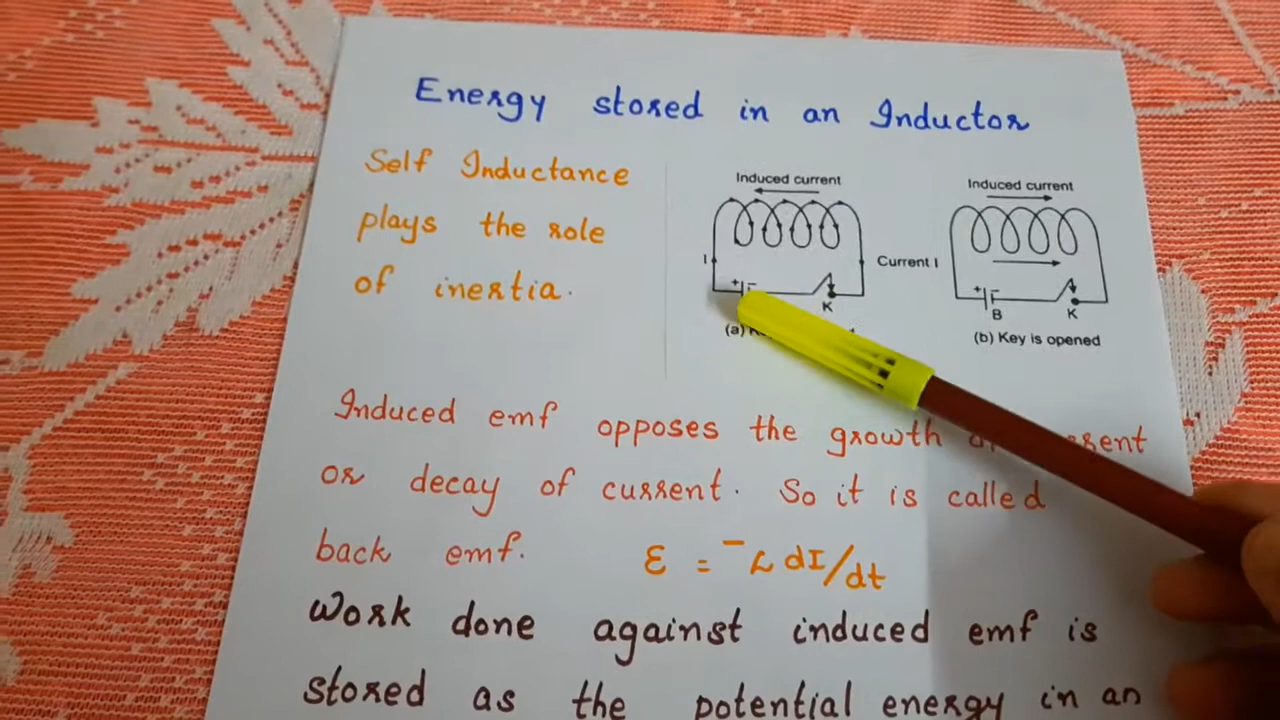 Energy stored in an Inductor
Self Inductance
plays the role
of inertia.
Induced current
I
+ -
K
(a)
Current I
Induced current
+ -
B
K
(b) Key is opened
Induced emf opposes the growth
or decay of current. So it is called
back emf.
ε = -L dI/dt
Work done against induced emf is
stored as the potential energy in an